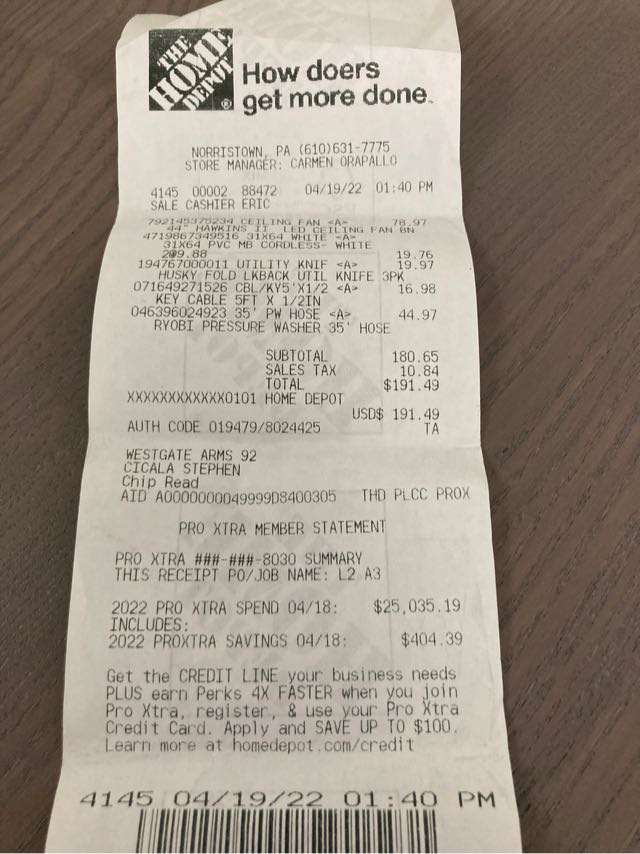 THE
HOME
DEPOT
®
How doers
get more done.
NORRISTOWN, PA (610)631-7775
STORE MANAGER: CARMEN ORAPALLO
4145 00002 88472 04/19/22 01:40 PM
SALE CASHIER ERIC
792145375234 CEILING FAN <A> 78.97
44" HAWKINS II LED CEILING FAN BN
4719867349516 31X64 WHITE <A>
31X64 PVC MB CORDLESS- WHITE
2@9.88 19.76
194767000011 UTILITY KNIF <A> 19.97
HUSKY FOLD LKBACK UTIL KNIFE 3PK
071649271526 CBL/KY5'X1/2 <A> 16.98
KEY CABLE 5FT X 1/2IN
046396024923 35' PW HOSE <A> 44.97
RYOBI PRESSURE WASHER 35' HOSE
SUBTOTAL 180.65
SALES TAX 10.84
TOTAL $191.49
XXXXXXXXXXXX0101 HOME DEPOT
USD$ 191.49
AUTH CODE 019479/8024425 TA
WESTGATE ARMS 92
CICALA STEPHEN
Chip Read
AID A0000000049999D8400305 THD PLCC PROX
PRO XTRA MEMBER STATEMENT
PRO XTRA ###-###-8030 SUMMARY
THIS RECEIPT PO/JOB NAME: L2 A3
2022 PRO XTRA SPEND 04/18: $25,035.19
INCLUDES:
2022 PROXTRA SAVINGS 04/18: $404.39
Get the CREDIT LINE your business needs
PLUS earn Perks 4X FASTER when you join
Pro Xtra, register, & use your Pro Xtra
Credit Card. Apply and SAVE UP TO $100.
Learn more at homedepot.com/credit
4145 04/19/22 01:40 PM